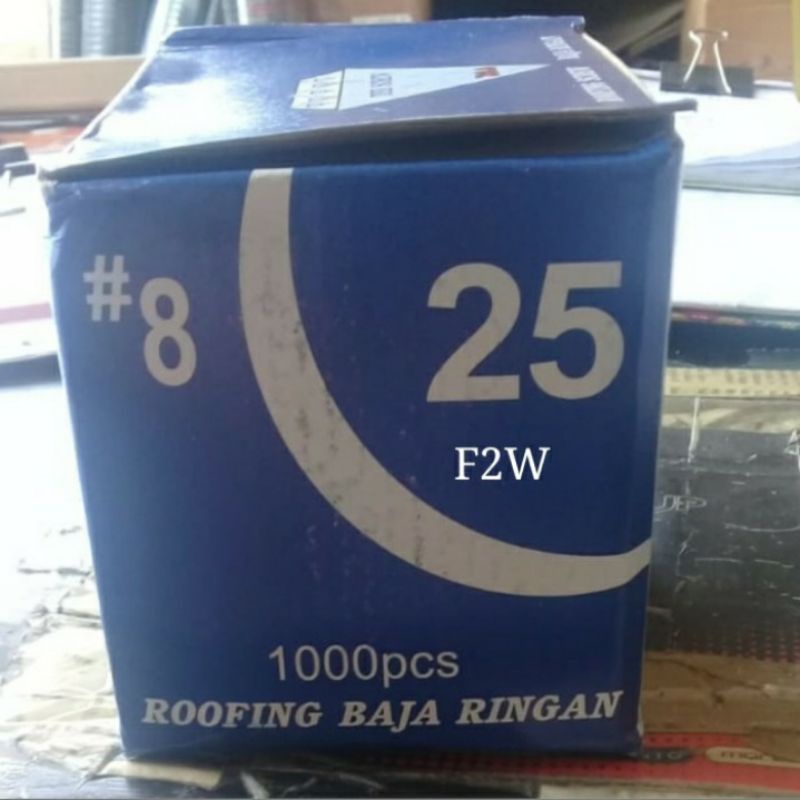 #8
25
F2W
1000pcs
ROOFING BAJA RINGAN